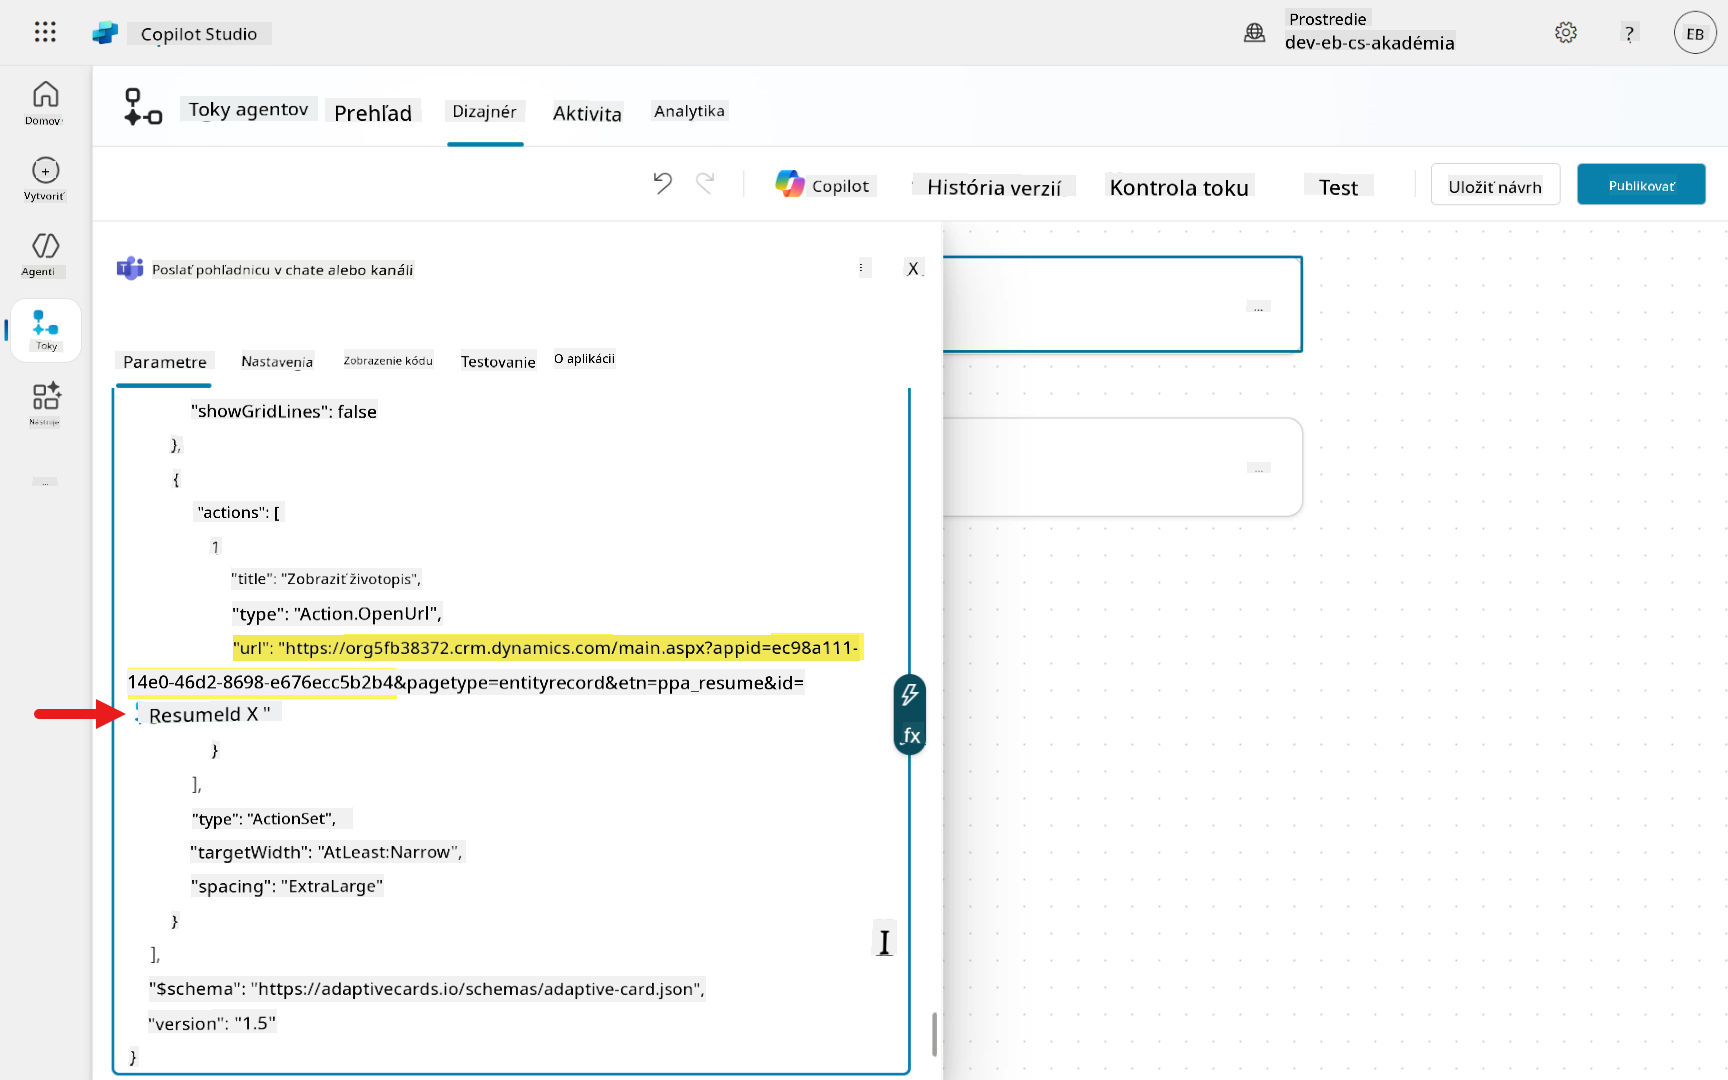 Copilot Studio
Prostredie
dev-eb-cs-akadémia
?
EB
Domov
Vytvoriť
Agenti
Toky
Nástroje
...
Toky agentov
Prehľad
Dizajnér
Aktivita
Analytika
Copilot
História verzií
Kontrola toku
Test
Uložiť návrh
Publikovať
Poslať pohľadnicu v chate alebo kanáli
X
Parametre
Nastavenia
Zobrazenie kódu
Testovanie
O aplikácii
"showGridLines": false
},
{
"actions": [
1
"title": "Zobraziť životopis",
"type": "Action.OpenUrl",
"url": "https://org5fb38372.crm.dynamics.com/main.aspx?appid=ec98a111-
14e0-46d2-8698-e676ecc5b2b4&pagetype=entityrecord&etn=ppa_resume&id=
ResumeId X "
}
],
"type": "ActionSet",
"targetWidth": "AtLeast:Narrow",
"spacing": "ExtraLarge"
}
],
"$schema": "https://adaptivecards.io/schemas/adaptive-card.json",
"version": "1.5"
}
fx
...
...